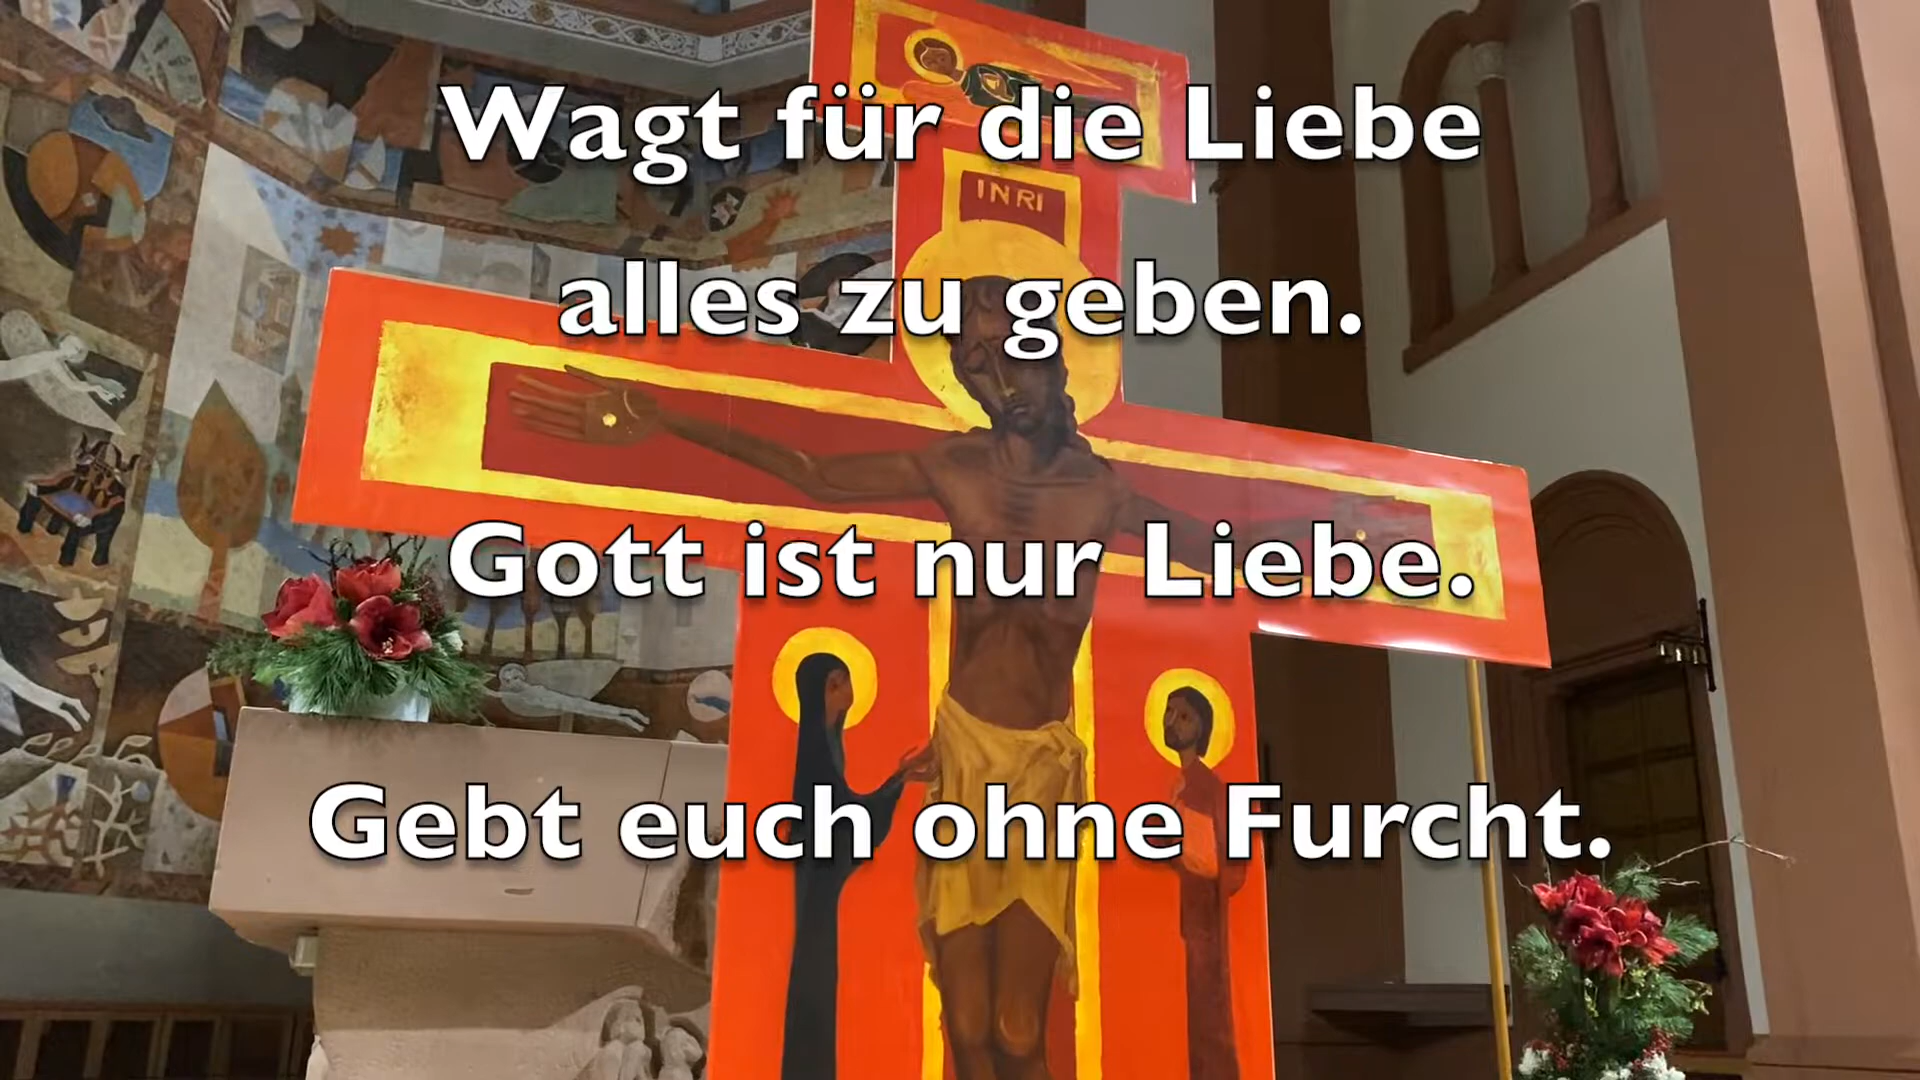 Wagt für die Liebe
INRI
alles zu geben.
Gott ist nur Liebe.
Gebt euch ohne Furcht.